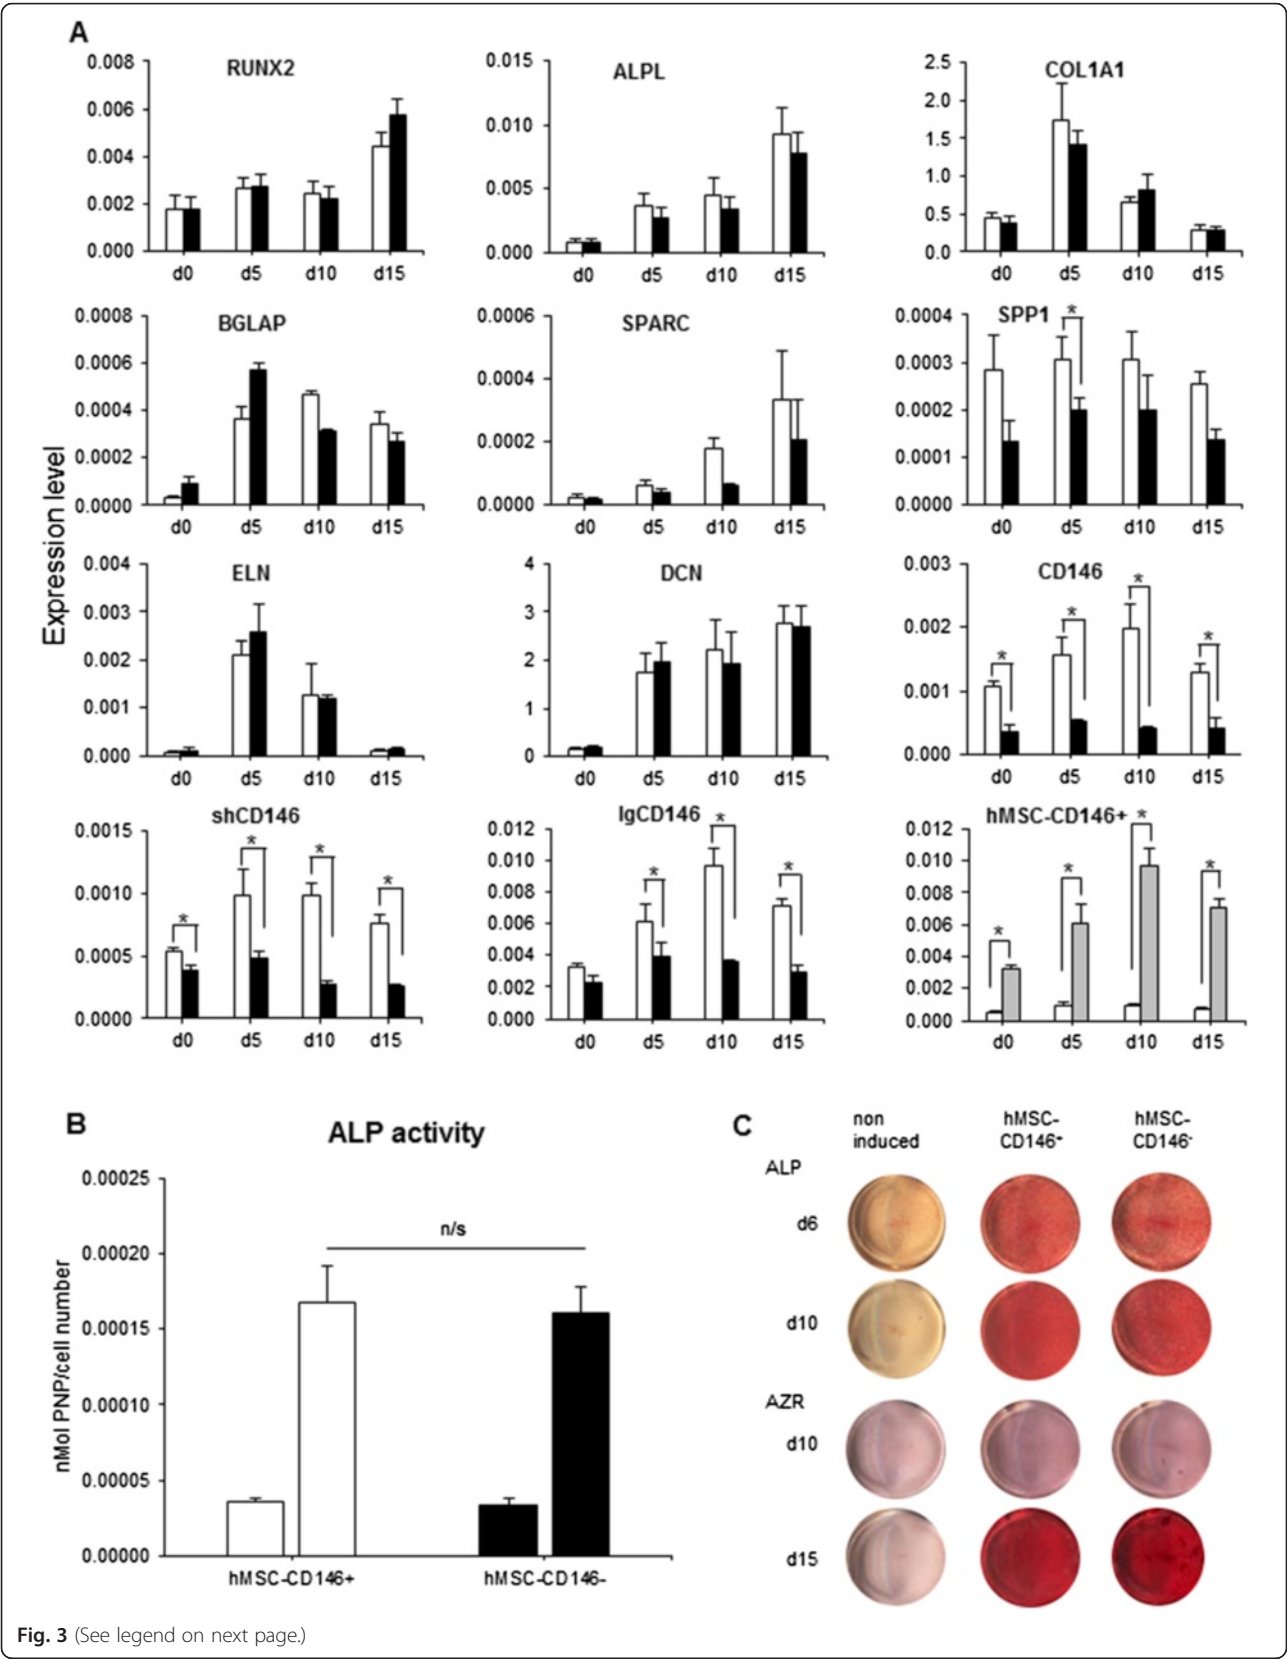 A
Expression level
RUNX2
0.008
0.006
0.004
0.002
0.000
d0 d5 d10 d15
ALPL
0.015
0.010
0.005
0.000
d0 d5 d10 d15
COL1A1
2.5
2.0
1.5
1.0
0.5
0.0
d0 d5 d10 d15
BGLAP
0.0008
0.0006
0.0004
0.0002
0.0000
d0 d5 d10 d15
SPARC
0.0006
0.0004
0.0002
0.0000
d0 d5 d10 d15
SPP1
*
0.0004
0.0003
0.0002
0.0001
0.0000
d0 d5 d10 d15
ELN
0.004
0.003
0.002
0.001
0.000
d0 d5 d10 d15
DCN
4
3
2
1
0
d0 d5 d10 d15
CD146
* * * *
0.003
0.002
0.001
0.000
d0 d5 d10 d15
shCD146
* * * *
0.0015
0.0010
0.0005
0.0000
d0 d5 d10 d15
lgCD146
* * *
0.012
0.010
0.008
0.006
0.004
0.002
0.000
d0 d5 d10 d15
hMSC-CD146+
* * * *
0.012
0.010
0.008
0.006
0.004
0.002
0.000
d0 d5 d10 d15
B
ALP activity
nMol PNP/cell number
0.00025
0.00020
0.00015
0.00010
0.00005
0.00000
n/s
hMSC-CD146+ hMSC-CD146-
C
non
induced
hMSC-
CD146+
hMSC-
CD146-
ALP
d6
d10
AZR
d10
d15
Fig. 3 (See legend on next page.)